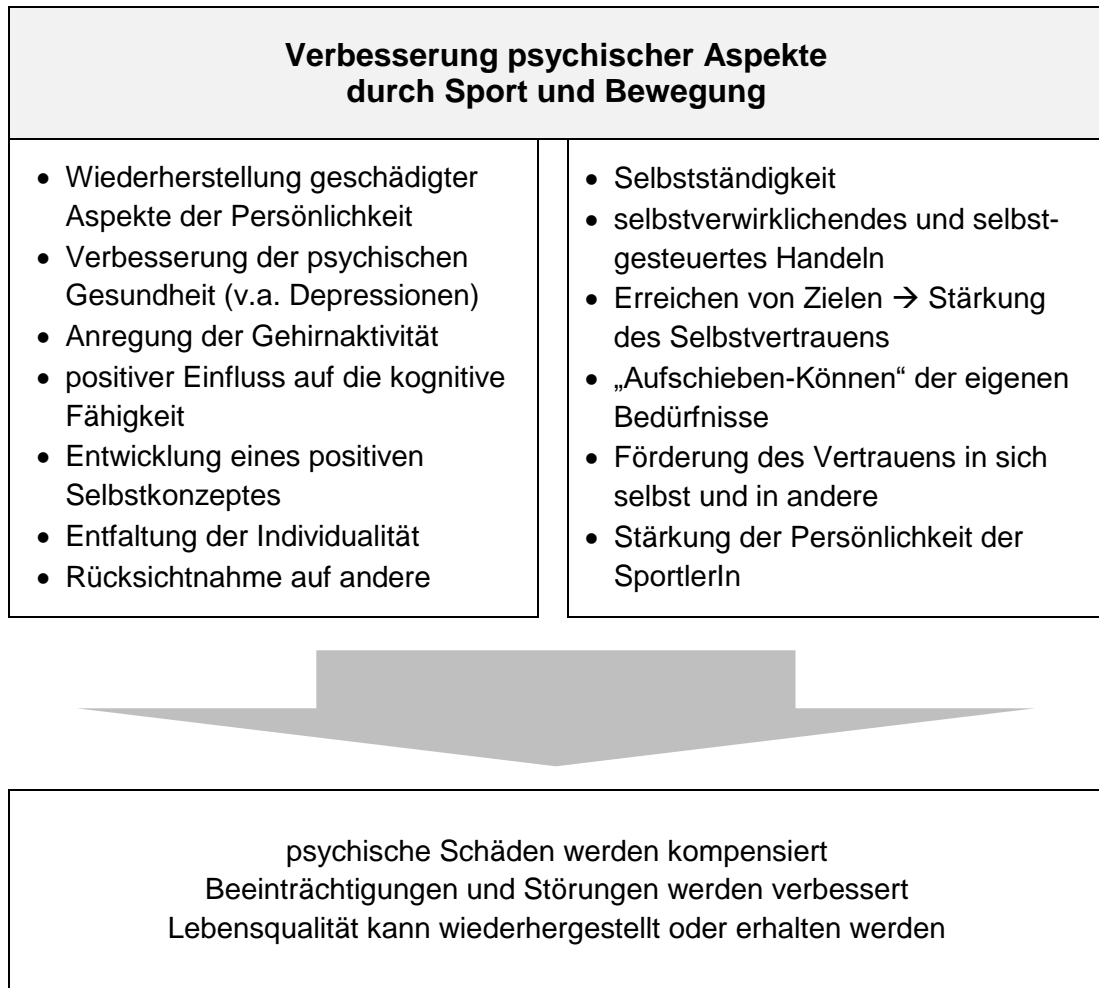 Verbesserung psychischer Aspekte
durch Sport und Bewegung
• Wiederherstellung geschädigter
Aspekte der Persönlichkeit
• Verbesserung der psychischen
Gesundheit (v.a. Depressionen)
• Anregung der Gehirnaktivität
• positiver Einfluss auf die kognitive
Fähigkeit
• Entwicklung eines positiven
Selbstkonzeptes
• Entfaltung der Individualität
• Rücksichtnahme auf andere
• Selbstständigkeit
• selbstverwirklichendes und selbst-
gesteuertes Handeln
• Erreichen von Zielen → Stärkung
des Selbstvertrauens
• „Aufschieben-Können“ der eigenen
Bedürfnisse
• Förderung des Vertrauens in sich
selbst und in andere
• Stärkung der Persönlichkeit der
SportlerIn
psychische Schäden werden kompensiert
Beeinträchtigungen und Störungen werden verbessert
Lebensqualität kann wiederhergestellt oder erhalten werden